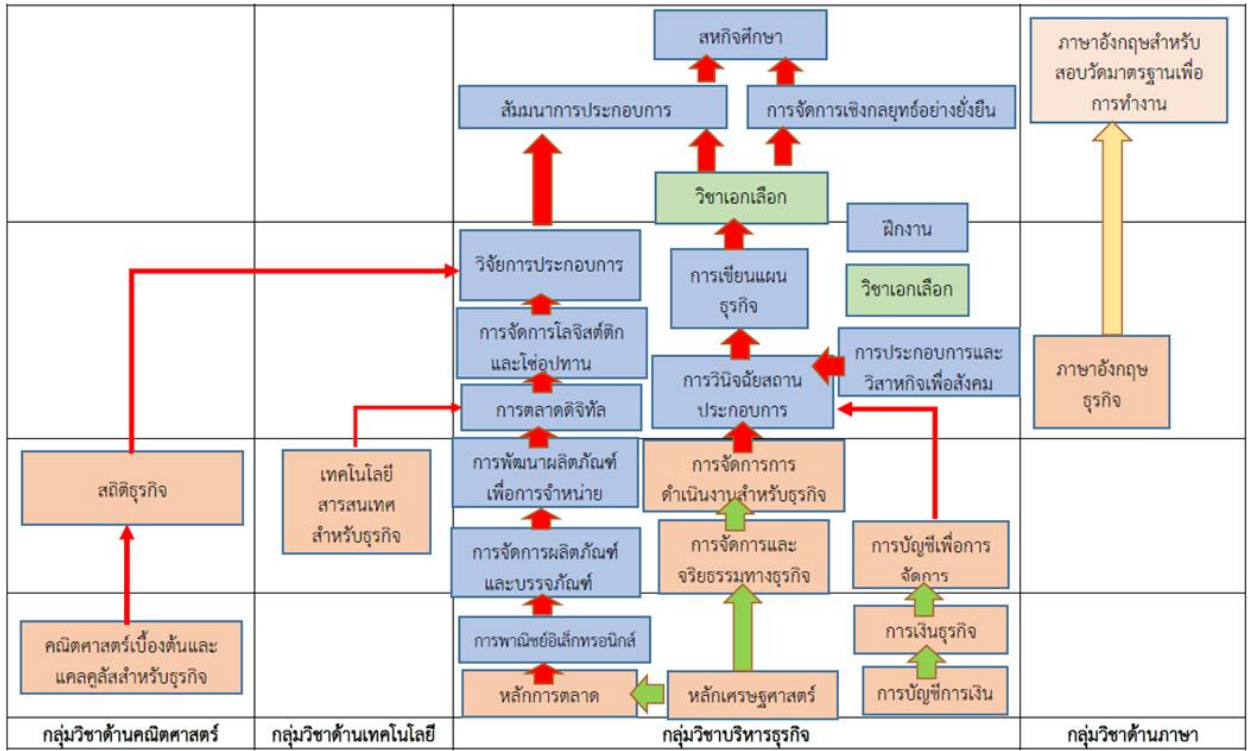 สหกิจศึกษา
ภาษาอังกฤษสำหรับ
สอบวัดมาตรฐานเพื่อ
การทำงาน
สัมมนาการประกอบการ
การจัดการเชิงกลยุทธ์อย่างยั่งยืน
วิชาเอกเลือก
ฝึกงาน
วิจัยการประกอบการ
การเขียนแผน
ธุรกิจ
วิชาเอกเลือก
การจัดการโลจิสต์ติก
และโซ่อุปทาน
การวินิจฉัยสถาน
ประกอบการ
การประกอบการและ
วิสาหกิจเพื่อสังคม
ภาษาอังกฤษ
ธุรกิจ
การตลาดดิจิทัล
สถิติธุรกิจ
เทคโนโลยี
สารสนเทศ
สำหรับธุรกิจ
การพัฒนาผลิตภัณฑ์
เพื่อการจำหน่าย
การจัดการการ
ดำเนินงานสำหรับธุรกิจ
การจัดการผลิตภัณฑ์
และบรรจุภัณฑ์
การจัดการและ
จริยธรรมทางธุรกิจ
การบัญชีเพื่อการ
จัดการ
คณิตศาสตร์เบื้องต้นและ
แคลคูลัสสำหรับธุรกิจ
การพาณิชย์อิเล็กทรอนิกส์
การเงินธุรกิจ
หลักการตลาด
หลักเศรษฐศาสตร์
การบัญชีการเงิน
กลุ่มวิชาด้านคณิตศาสตร์
กลุ่มวิชาด้านเทคโนโลยี
กลุ่มวิชาบริหารธุรกิจ
กลุ่มวิชาด้านภาษา